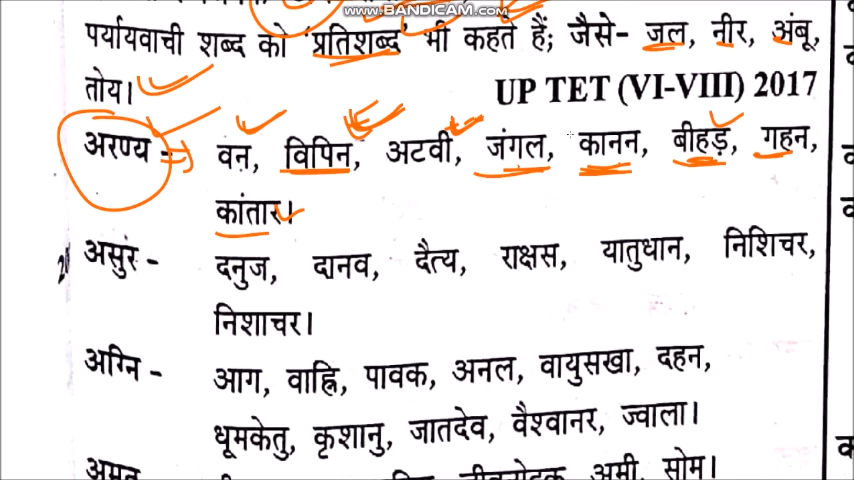 www.BANDICAM.com
पर्यायवाची शब्द को 'प्रतिशब्द' भी कहते हैं; जैसे- जल, नीर, अंबू,
तोय। UP TET (VI-VIII) 2017
अरण्य - वन, विपिन, अटवी, जंगल, कानन, बीहड़, गहन,
कांतार।
असुर - दनुज, दानव, दैत्य, राक्षस, यातुधान, निशिचर,
निशाचर।
अग्नि - आग, वाह्नि, पावक, अनल, वायुसखा, दहन,
धूमकेतु, कृशानु, जातदेव, वैश्वानर, ज्वाला।
अमी, सोम।